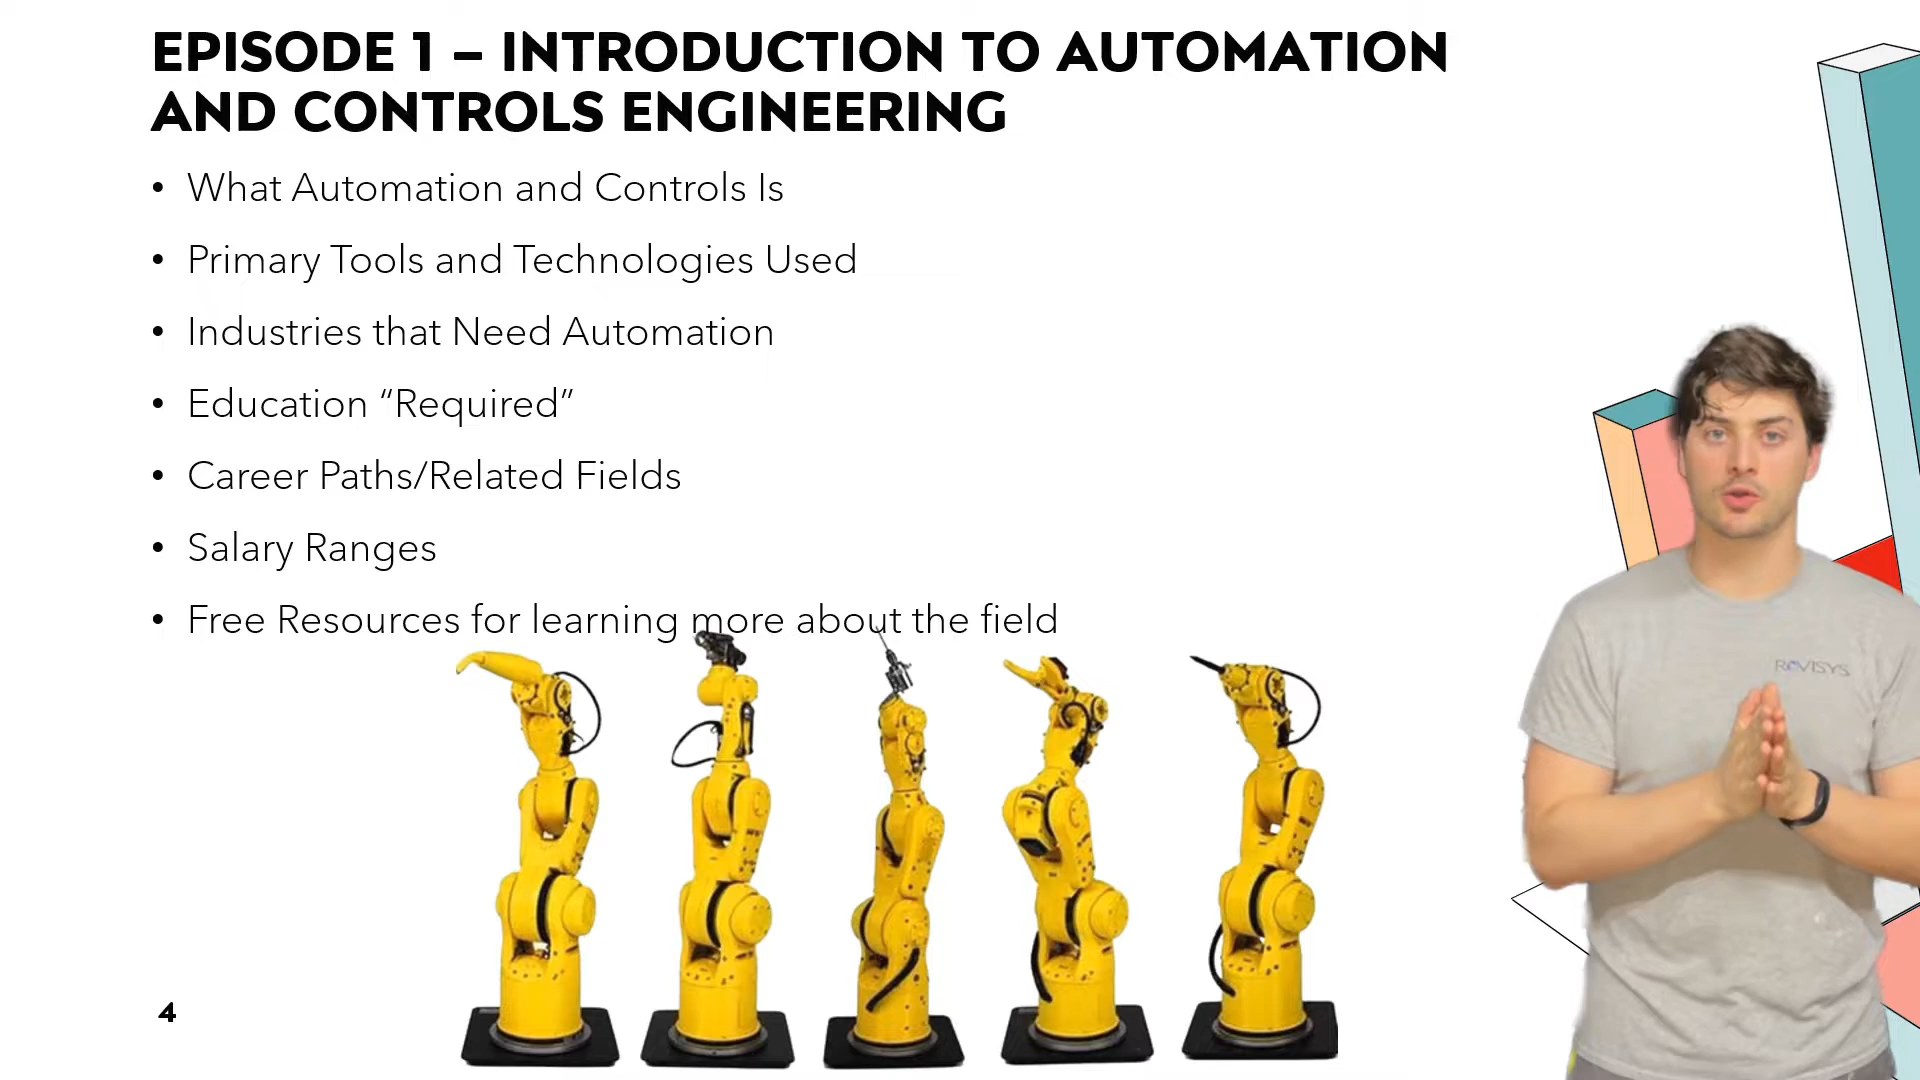 EPISODE 1 – INTRODUCTION TO AUTOMATION
AND CONTROLS ENGINEERING
• What Automation and Controls Is
• Primary Tools and Technologies Used
• Industries that Need Automation
• Education “Required”
• Career Paths/Related Fields
• Salary Ranges
• Free Resources for learning more about the field
REVISYS
4